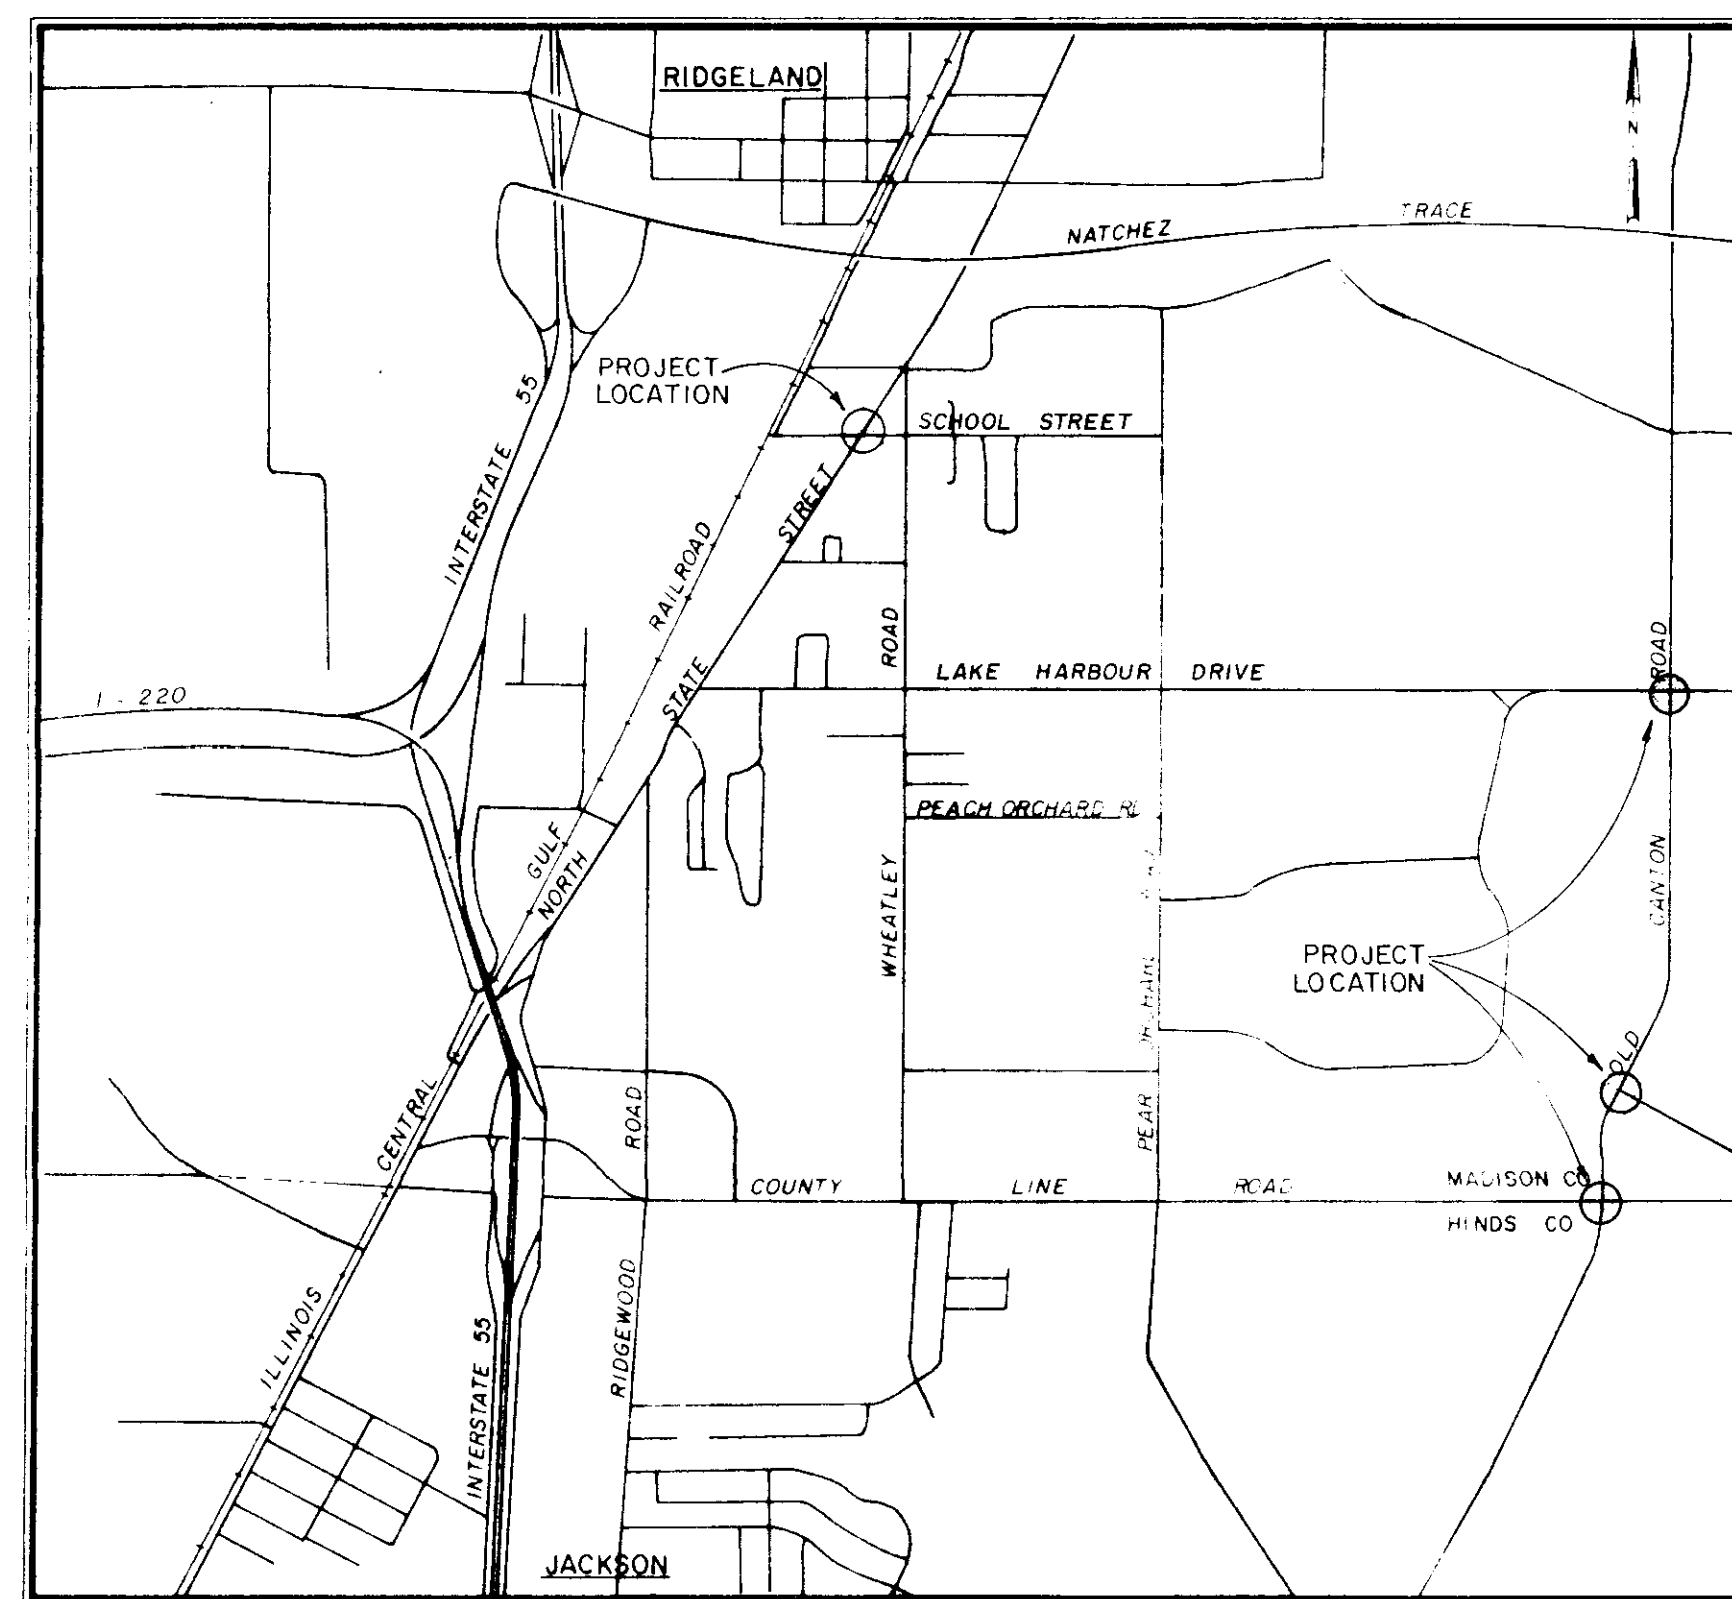 RIDGELAND
N
TRACE
NATCHEZ
PROJECT
LOCATION
INTERSTATE 55
SCHOOL STREET
NORTH STATE STREET
ILLINOIS CENTRAL GULF RAILROAD
I-220
LAKE HARBOUR DRIVE
WHEATLEY ROAD
PEACH ORCHARD
OLD CANTON ROAD
PROJECT
LOCATION
PEAR
RIDGEWOOD ROAD
COUNTY LINE ROAD
MADISON CO
HINDS CO
INTERSTATE 55
JACKSON